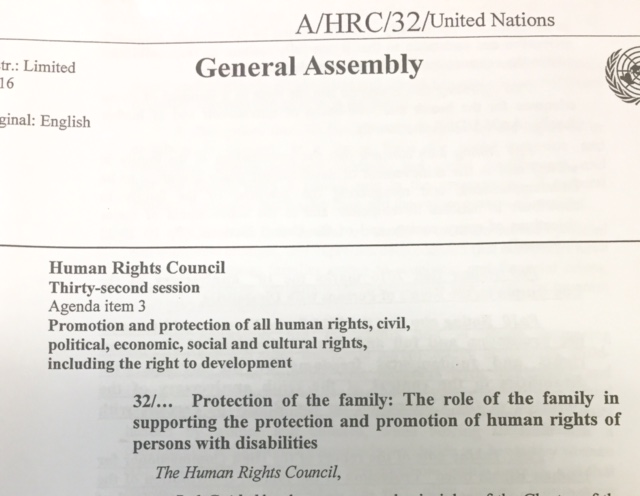 A/HRC/32/United Nations
General Assembly
tr.: Limited
16
ginal: English
Human Rights Council
Thirty-second session
Agenda item 3
Promotion and protection of all human rights, civil,
political, economic, social and cultural rights,
including the right to development
32/... Protection of the family: The role of the family in
supporting the protection and promotion of human rights of
persons with disabilities
The Human Rights Council,